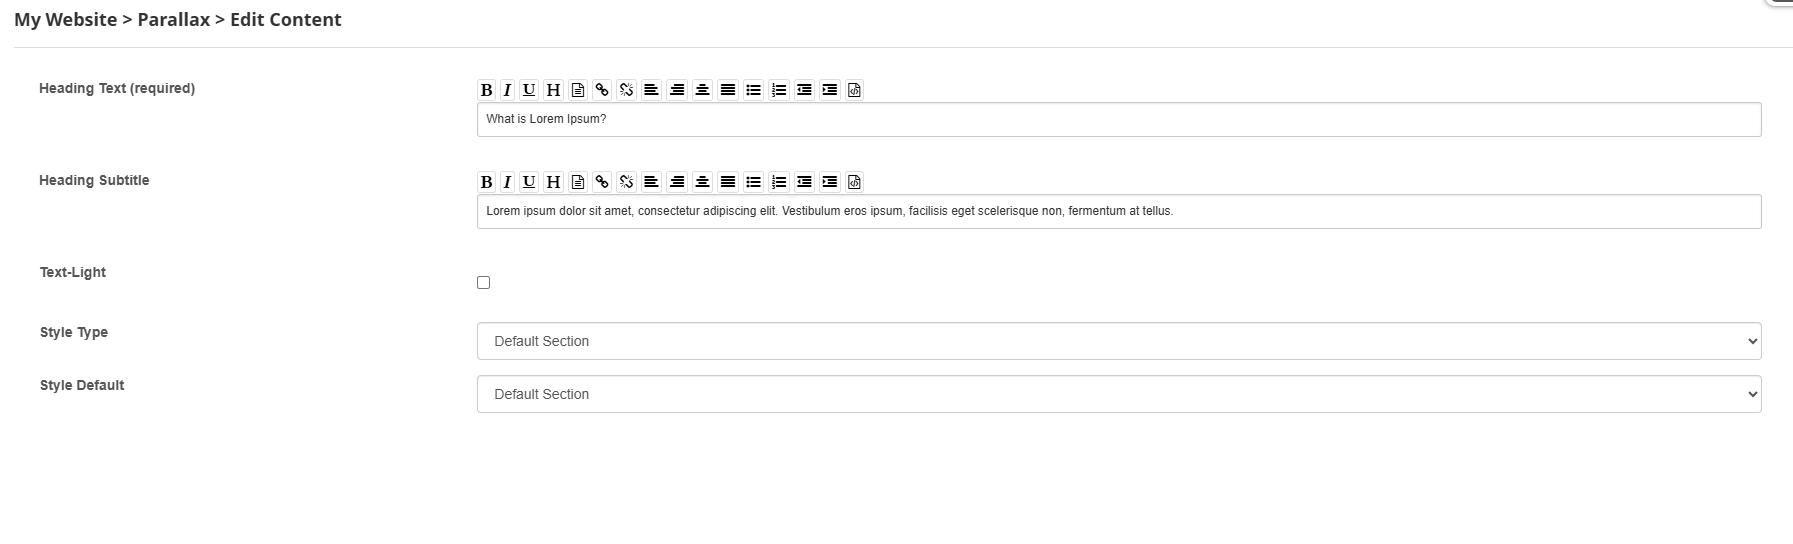 My Website > Parallax > Edit Content
Heading Text (required)
B I U H
What is Lorem Ipsum?
Heading Subtitle
B I U H
Lorem ipsum dolor sit amet, consectetur adipiscing elit. Vestibulum eros ipsum, facilisis eget scelerisque non, fermentum at tellus.
Text-Light
Style Type
Default Section
Style Default
Default Section